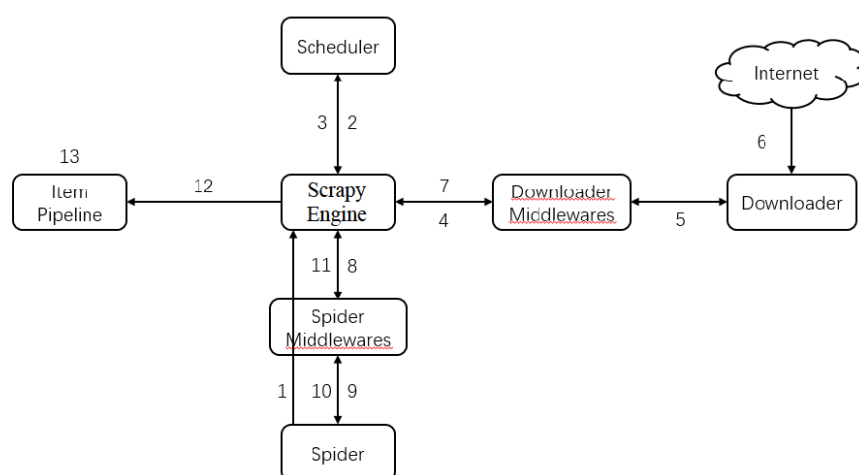 Scheduler
Internet
3 2
6
13
12
7
Item
Pipeline
Scrapy
Engine
Downloader
Middlewares
Downloader
4
5
11 8
Spider
Middlewares
1 10 9
Spider